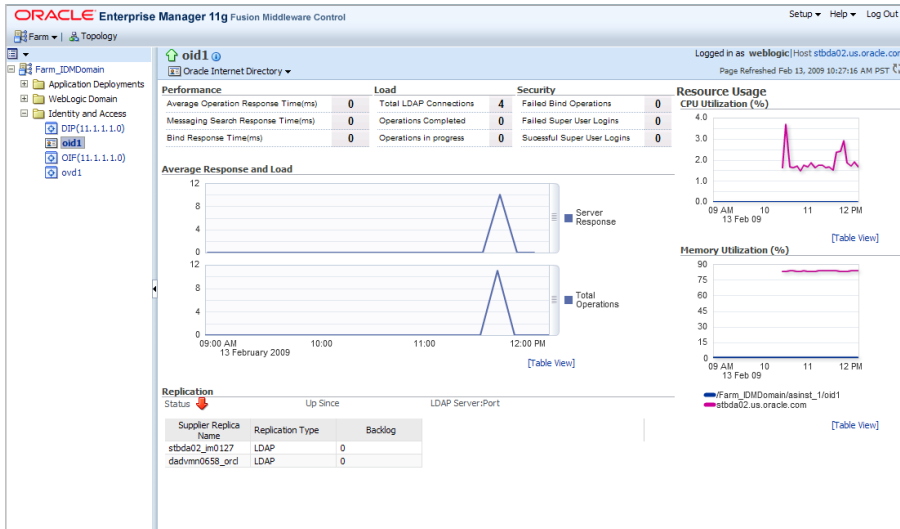 ORACLE Enterprise Manager 11g Fusion Middleware Control
Setup Help Log Out
Farm | Topology
Farm_IDMDomain
Application Deployments
WebLogic Domain
Identity and Access
DIP(11.1.1.1.0)
oid1
OIF(11.1.1.1.0)
ovd1
oid1
Logged in as weblogic|Host stbda02.us.oracle.com
Oracle Internet Directory
Page Refreshed Feb 13, 2009 10:27:16 AM PST
Performance
Average Operation Response Time(ms) 0
Messaging Search Response Time(ms) 0
Bind Response Time(ms) 0
Load
Total LDAP Connections 4
Operations Completed 0
Operations in progress 0
Security
Failed Bind Operations 0
Failed Super User Logins 0
Sucessful Super User Logins 0
Average Response and Load
12
8
4
0
Server
Response
12
8
4
0
Total
Operations
09:00 AM 10:00 11:00 12:00 PM
13 February 2009
[Table View]
Replication
Status Up Since LDAP Server:Port
Supplier Replica
Name Replication Type Backlog
stbda02_im0127 LDAP 0
dadvmn0658_orcl LDAP 0
Resource Usage
CPU Utilization (%)
4.0
3.0
2.0
1.0
0.0
09 AM 10 11 12 PM
13 Feb 09
[Table View]
Memory Utilization (%)
90
75
60
45
30
15
0
09 AM 10 11 12 PM
13 Feb 09
/Farm_IDMDomain/asinst_1/oid1
stbda02.us.oracle.com
[Table View]